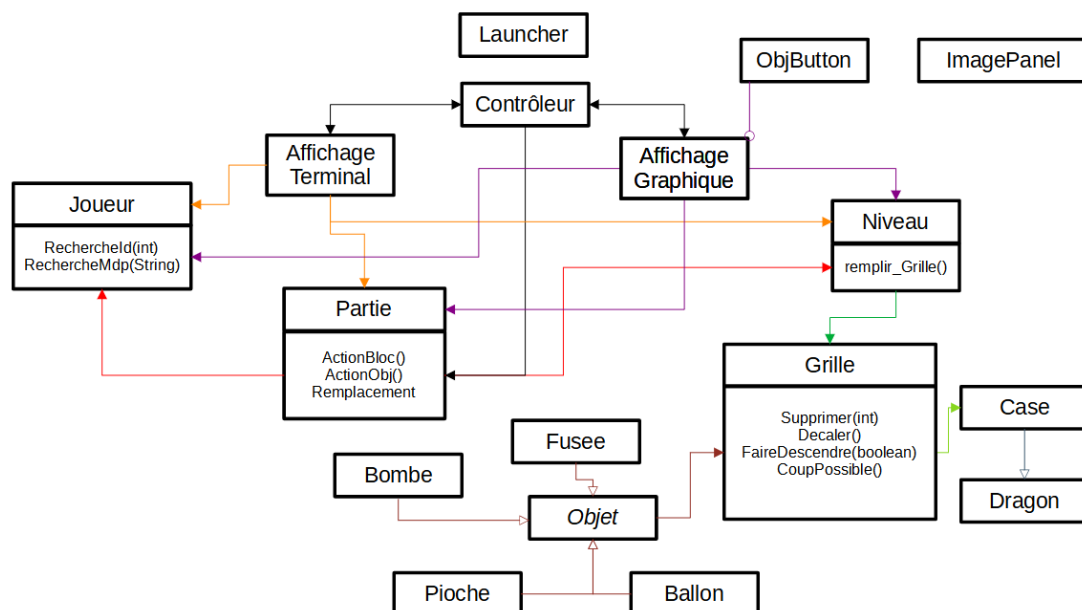 Launcher
ObjButton
ImagePanel
Contrôleur
Affichage
Terminal
Affichage
Graphique
Joueur
RechercheId(int)
RechercheMdp(String)
Niveau
remplir_Grille()
Partie
ActionBloc()
ActionObj()
Remplacement
Grille
Supprimer(int)
Decaler()
FaireDescendre(boolean)
CoupPossible()
Case
Dragon
Fusee
Bombe
Objet
Pioche
Ballon